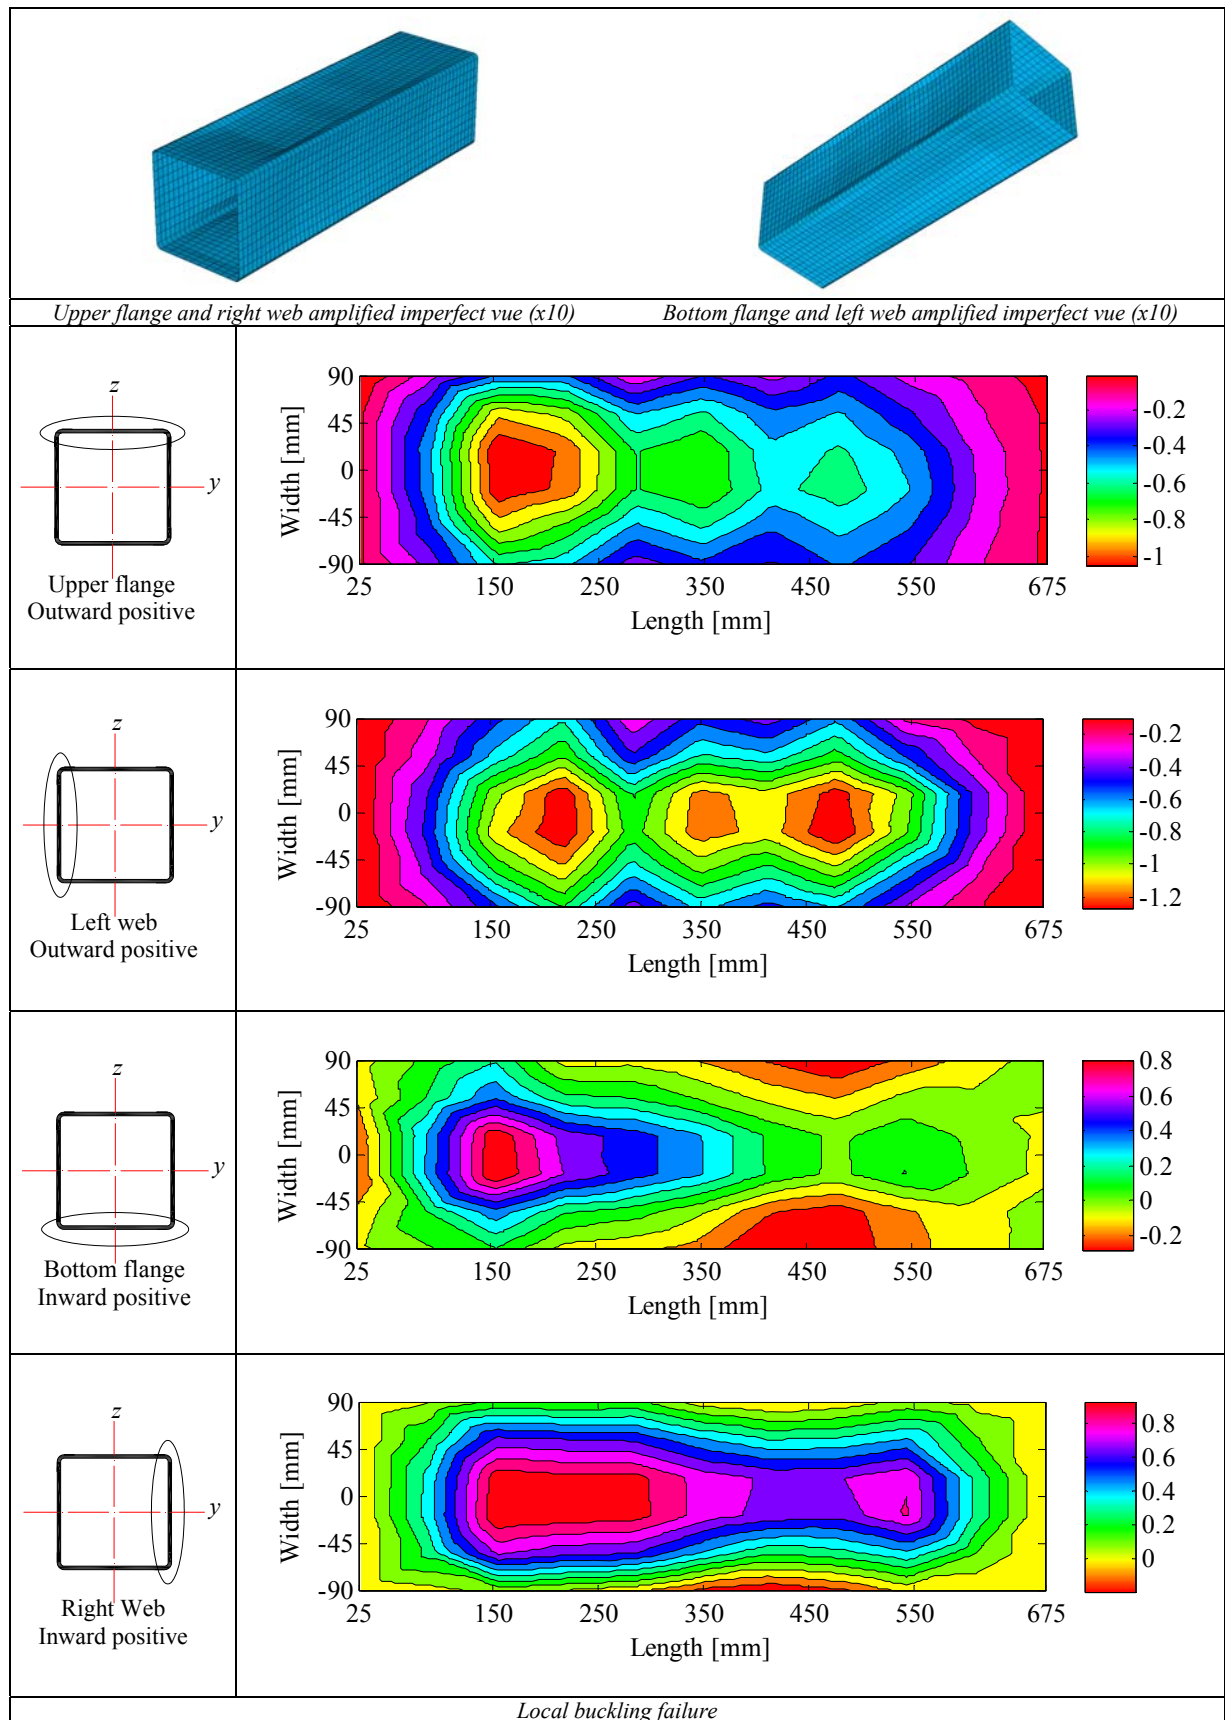 Upper flange and right web amplified imperfect vue (x10)
Bottom flange and left web amplified imperfect vue (x10)
z
y
Upper flange
Outward positive
Width [mm]
90
45
0
-45
-90
25 150 250 350 450 550 675
Length [mm]
-0.2
-0.4
-0.6
-0.8
-1
z
y
Left web
Outward positive
Width [mm]
90
45
0
-45
-90
25 150 250 350 450 550 675
Length [mm]
-0.2
-0.4
-0.6
-0.8
-1
-1.2
z
y
Bottom flange
Inward positive
Width [mm]
90
45
0
-45
-90
25 150 250 350 450 550 675
Length [mm]
0.8
0.6
0.4
0.2
0
-0.2
z
y
Right Web
Inward positive
Width [mm]
90
45
0
-45
-90
25 150 250 350 450 550 675
Length [mm]
0.8
0.6
0.4
0.2
0
Local buckling failure